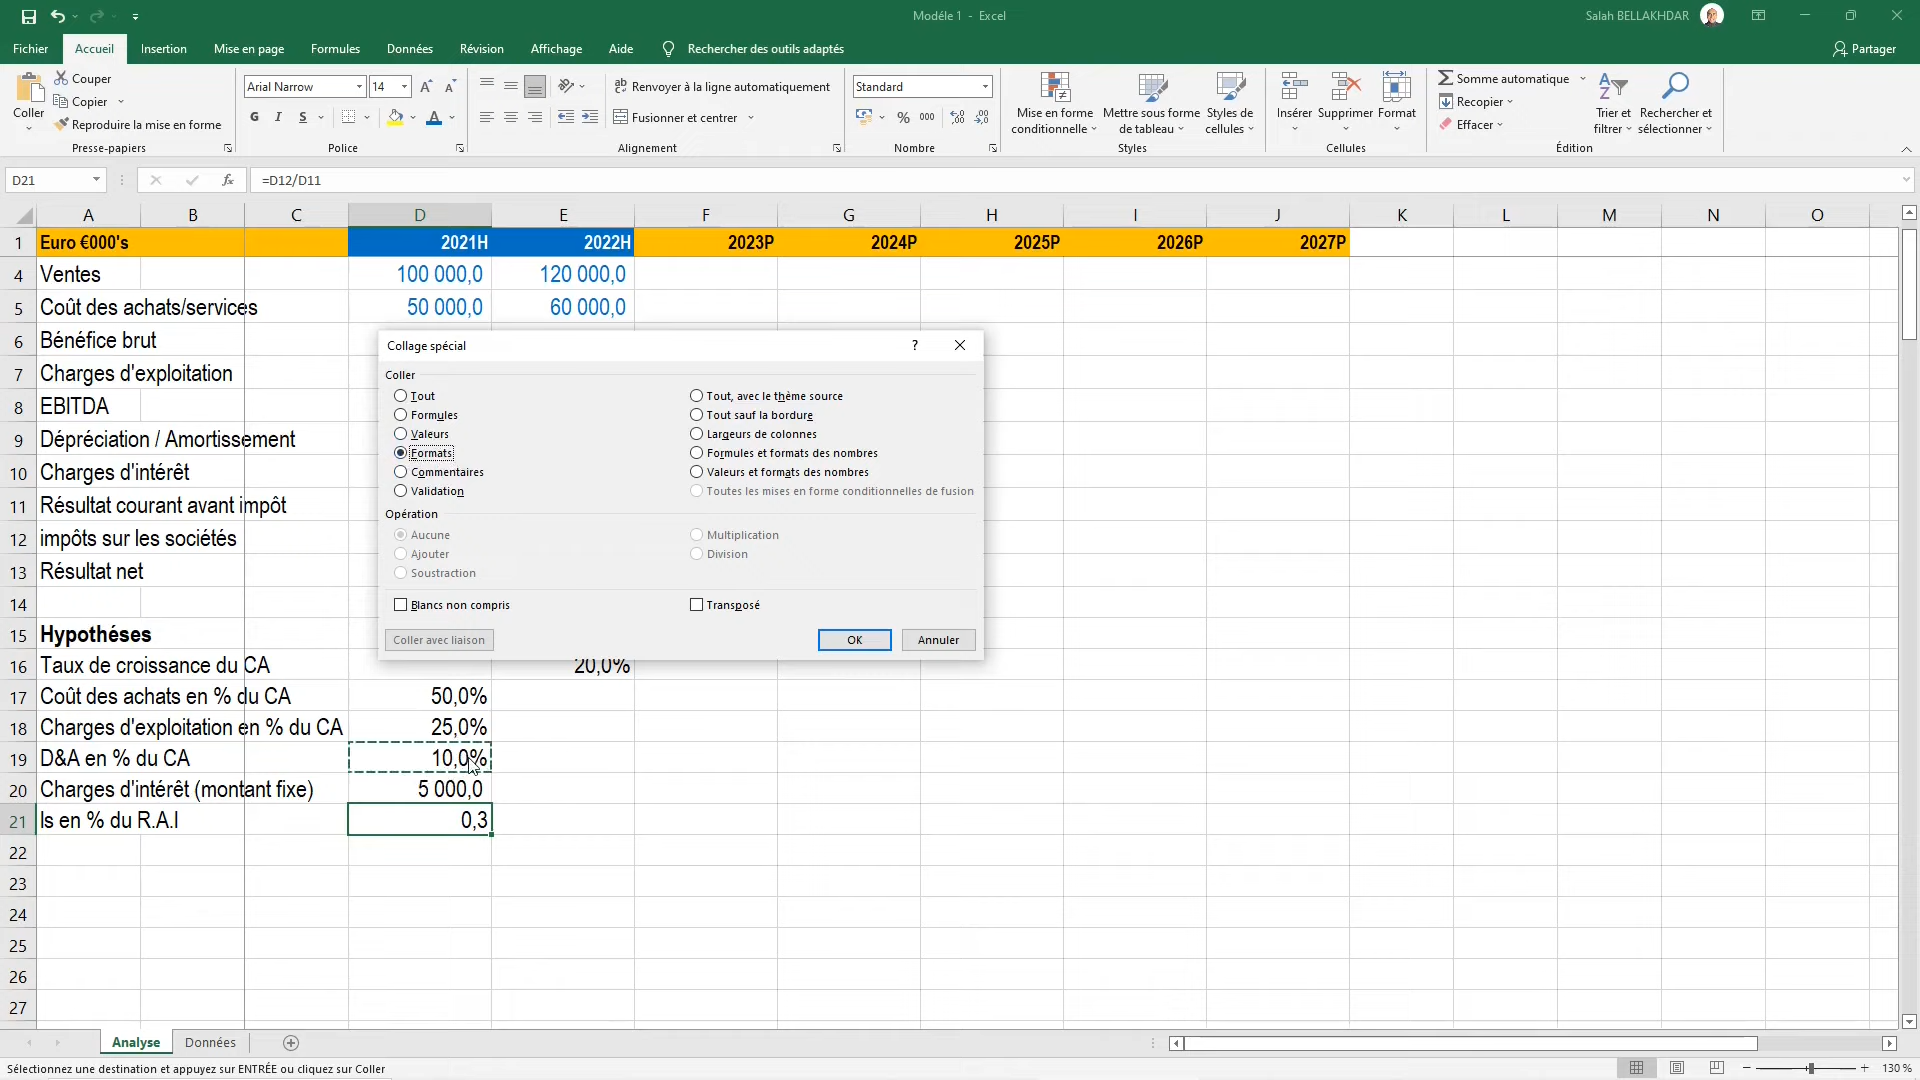 Modéle 1 - Excel
Salah BELLAKHDAR
Fichier
Accueil
Insertion
Mise en page
Formules
Données
Révision
Affichage
Aide
Rechercher des outils adaptés
Partager
Coller
Couper
Copier
Reproduire la mise en forme
Presse-papiers
Arial Narrow
14
G I S
Police
Renvoyer à la ligne automatiquement
Fusionner et centrer
Alignement
Standard
% 000
Nombre
Mise en forme conditionnelle
Mettre sous forme de tableau
Styles de cellules
Styles
Insérer
Supprimer
Format
Cellules
Somme automatique
Recopier
Effacer
Trier et filtrer
Rechercher et sélectionner
Édition
D21
fx
=D12/D11
A B C D E F G H I J K L M N O
1 Euro €000's 2021H 2022H 2023P 2024P 2025P 2026P 2027P
4 Ventes 100 000,0 120 000,0
5 Coût des achats/services 50 000,0 60 000,0
6 Bénéfice brut
7 Charges d'exploitation
8 EBITDA
9 Dépréciation / Amortissement
10 Charges d'intérêt
11 Résultat courant avant impôt
12 impôts sur les sociétés
13 Résultat net
14
15 Hypothéses
16 Taux de croissance du CA 20,0%
17 Coût des achats en % du CA 50,0%
18 Charges d'exploitation en % du CA 25,0%
19 D&A en % du CA 10,0%
20 Charges d'intérêt (montant fixe) 5 000,0
21 Is en % du R.A.I 0,3
22
23
24
25
26
27
Collage spécial
?
Coller
Tout
Tout, avec le thème source
Formules
Tout sauf la bordure
Valeurs
Largeurs de colonnes
Formats
Formules et formats des nombres
Commentaires
Valeurs et formats des nombres
Validation
Toutes les mises en forme conditionnelles de fusion
Opération
Aucune
Multiplication
Ajouter
Division
Soustraction
Blancs non compris
Transposé
Coller avec liaison
OK
Annuler
Analyse
Données
Sélectionnez une destination et appuyez sur ENTRÉE ou cliquez sur Coller
130 %